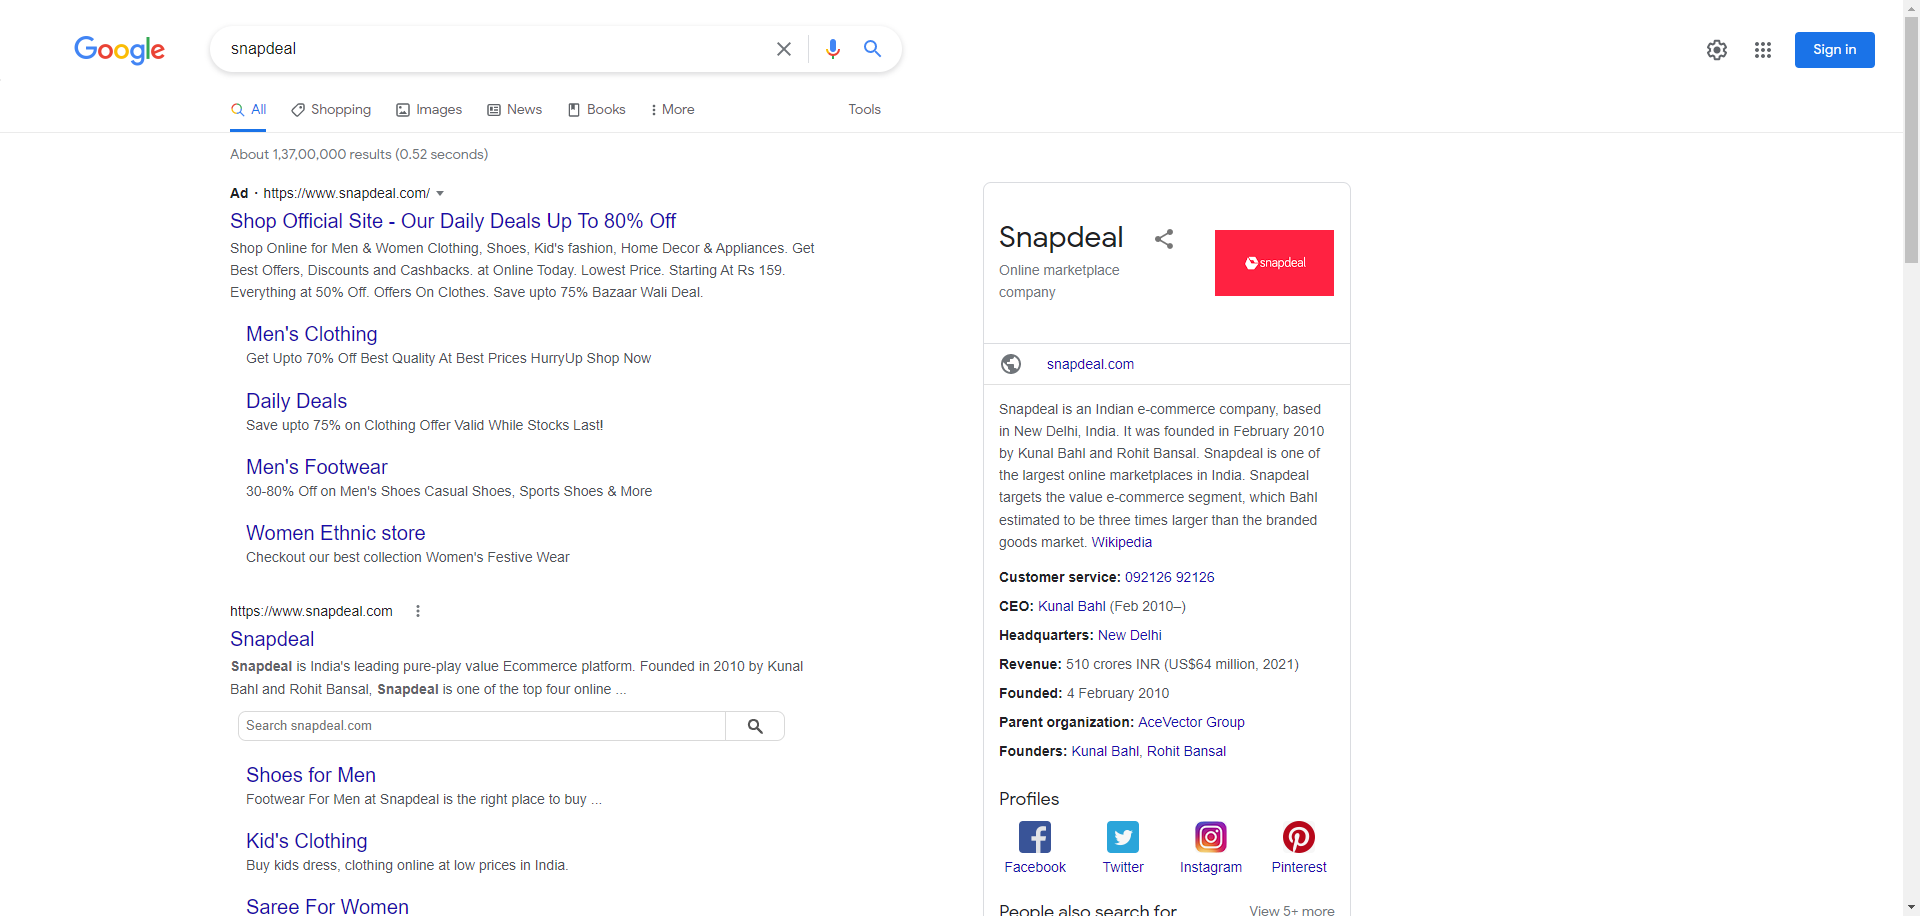 Google
snapdeal
Sign in
All
Shopping
Images
News
Books
More
Tools
About 1,37,00,000 results (0.52 seconds)
Ad · https://www.snapdeal.com/
Shop Official Site - Our Daily Deals Up To 80% Off
Shop Online for Men & Women Clothing, Shoes, Kid's fashion, Home Decor & Appliances. Get
Best Offers, Discounts and Cashbacks. at Online Today. Lowest Price. Starting At Rs 159.
Everything at 50% Off. Offers On Clothes. Save upto 75% Bazaar Wali Deal.
Men's Clothing
Get Upto 70% Off Best Quality At Best Prices HurryUp Shop Now
Daily Deals
Save upto 75% on Clothing Offer Valid While Stocks Last!
Men's Footwear
30-80% Off on Men's Shoes Casual Shoes, Sports Shoes & More
Women Ethnic store
Checkout our best collection Women's Festive Wear
https://www.snapdeal.com
Snapdeal
Snapdeal is India's leading pure-play value Ecommerce platform. Founded in 2010 by Kunal
Bahl and Rohit Bansal, Snapdeal is one of the top four online ...
Search snapdeal.com
Shoes for Men
Footwear For Men at Snapdeal is the right place to buy ...
Kid's Clothing
Buy kids dress, clothing online at low prices in India.
Saree For Women
Snapdeal
Online marketplace
company
snapdeal
snapdeal.com
Snapdeal is an Indian e-commerce company, based
in New Delhi, India. It was founded in February 2010
by Kunal Bahl and Rohit Bansal. Snapdeal is one of
the largest online marketplaces in India. Snapdeal
targets the value e-commerce segment, which Bahl
estimated to be three times larger than the branded
goods market. Wikipedia
Customer service: 092126 92126
CEO: Kunal Bahl (Feb 2010–)
Headquarters: New Delhi
Revenue: 510 crores INR (US$64 million, 2021)
Founded: 4 February 2010
Parent organization: AceVector Group
Founders: Kunal Bahl, Rohit Bansal
Profiles
Facebook
Twitter
Instagram
Pinterest
People also search for
View 5+ more